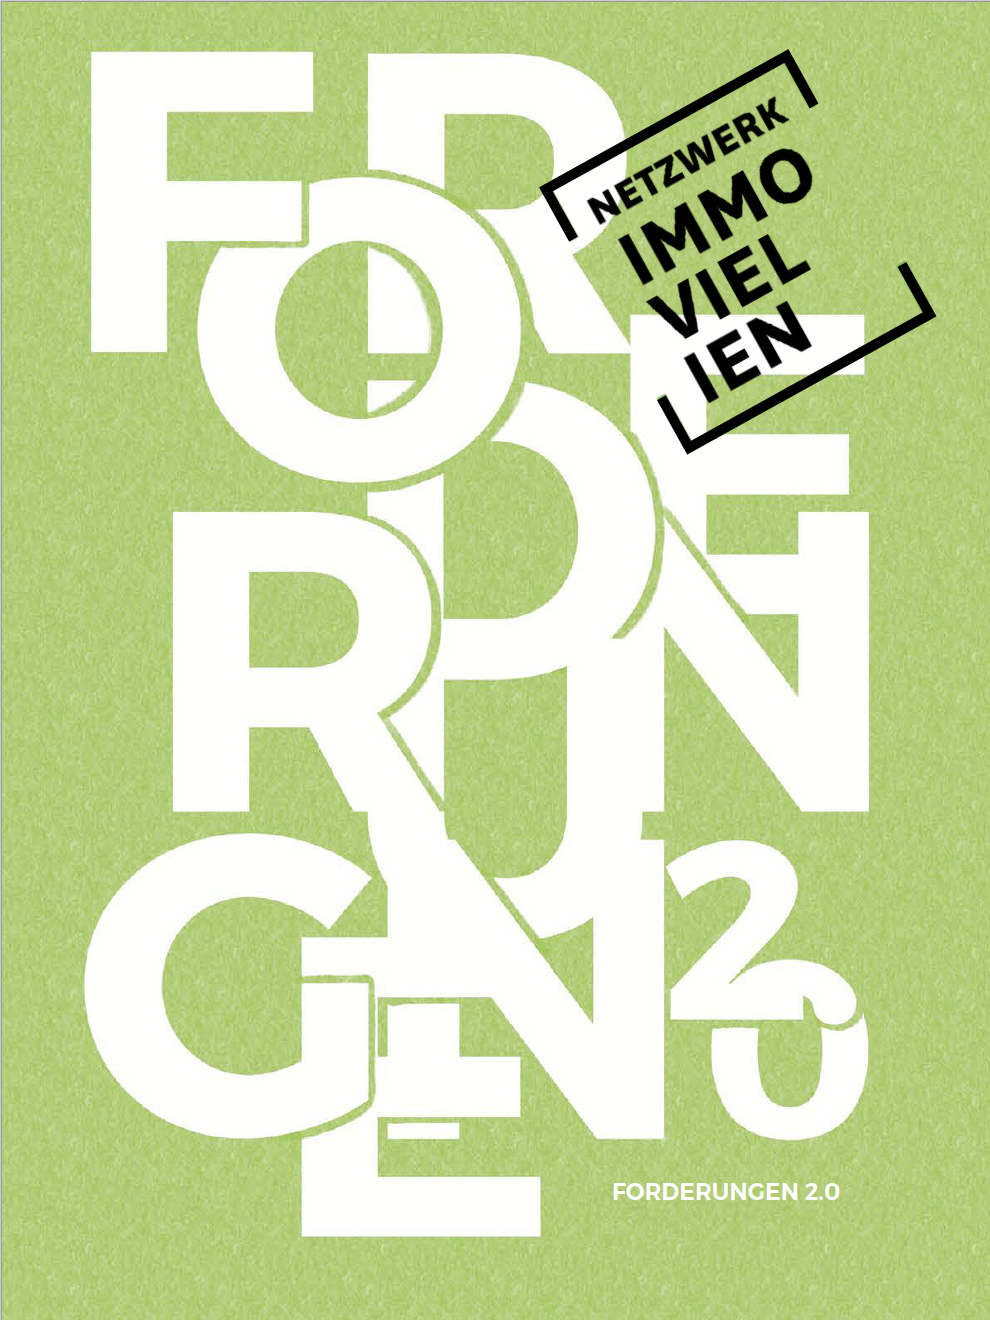 FORDERUNGEN 2.0
NETZWERK
IMMO
VIEL
IEN
FORDERUNGEN 2.0